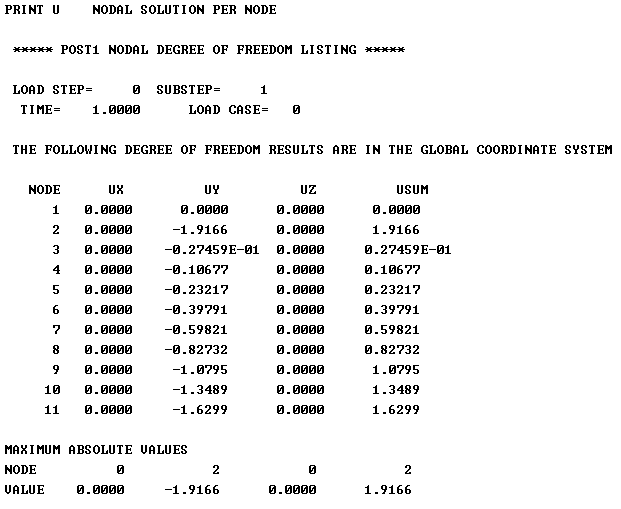 PRINT U    NODAL SOLUTION PER NODE
***** POST1 NODAL DEGREE OF FREEDOM LISTING *****
LOAD STEP=     0  SUBSTEP=     1
TIME=    1.0000      LOAD CASE=   0
THE FOLLOWING DEGREE OF FREEDOM RESULTS ARE IN THE GLOBAL COORDINATE SYSTEM
NODE      UX          UY          UZ          USUM
1   0.0000       0.0000      0.0000      0.0000
2   0.0000      -1.9166      0.0000      1.9166
3   0.0000     -0.27459E-01  0.0000     0.27459E-01
4   0.0000     -0.10677      0.0000     0.10677
5   0.0000     -0.23217      0.0000     0.23217
6   0.0000     -0.39791      0.0000     0.39791
7   0.0000     -0.59821      0.0000     0.59821
8   0.0000     -0.82732      0.0000     0.82732
9   0.0000      -1.0795      0.0000      1.0795
10   0.0000      -1.3489      0.0000      1.3489
11   0.0000      -1.6299      0.0000      1.6299
MAXIMUM ABSOLUTE VALUES
NODE          0           2           0           2
VALUE    0.0000     -1.9166      0.0000      1.9166